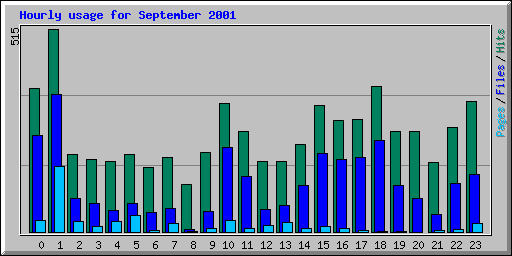 Hourly usage for September 2001
515
Pages/Files/Hits
0 1 2 3 4 5 6 7 8 9 10 11 12 13 14 15 16 17 18 19 20 21 22 23